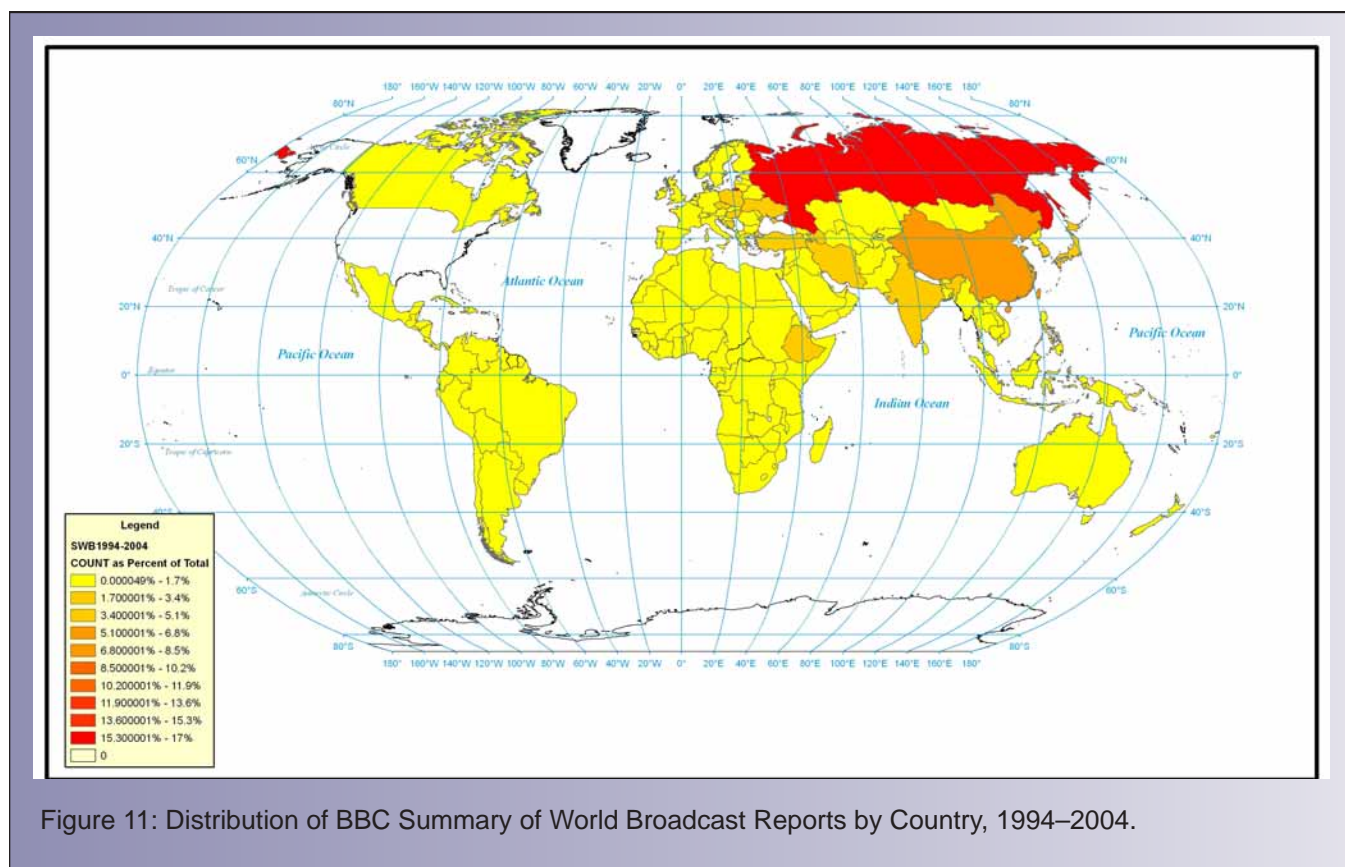 180° 160°W 140°W 120°W 100°W 80°W 60°W 40°W 20°W 0° 20°E 40°E 60°E 80°E 100°E 120°E 140°E 160°E 180°
80°N 80°N
Circle
60°N 60°N
40°N 40°N
Atlantic Ocean
Tropic of Cancer
20°N 20°N
Pacific Ocean Pacific Ocean
Equator 0° 0°
Indian Ocean
20°S 20°S
Tropic of Capricorn
40°S 40°S
Legend
SWB1994-2004
COUNT as Percent of Total
0.000049% - 1.7%
1.700001% - 3.4%
3.400001% - 5.1%
5.100001% - 6.8%
6.800001% - 8.5%
8.500001% - 10.2%
10.200001% - 11.9%
11.900001% - 13.6%
13.600001% - 15.3%
15.300001% - 17%
0
60°S 60°S
Antarctic Circle
80°S 80°S
180° 160°W 140°W 120°W 100°W 80°W 60°W 40°W 20°W 0° 20°E 40°E 60°E 80°E 100°E 120°E 140°E 160°E 180°
Figure 11: Distribution of BBC Summary of World Broadcast Reports by Country, 1994–2004.